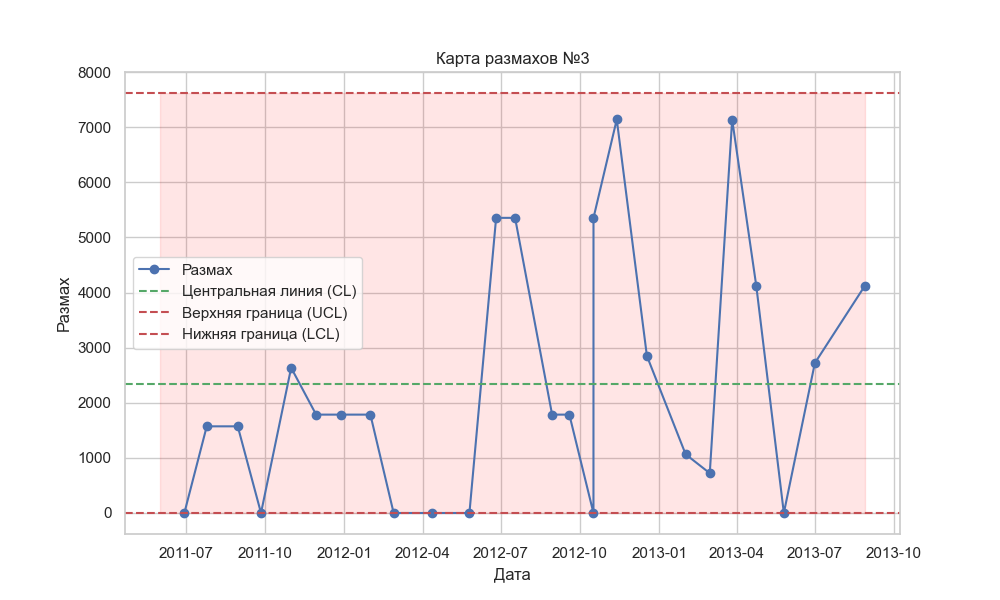 Карта размахов №3
8000
7000
6000
5000
4000
3000
2000
1000
0
Размах
Размах
Центральная линия (CL)
Верхняя граница (UCL)
Нижняя граница (LCL)
2011-07 2011-10 2012-01 2012-04 2012-07 2012-10 2013-01 2013-04 2013-07 2013-10
Дата